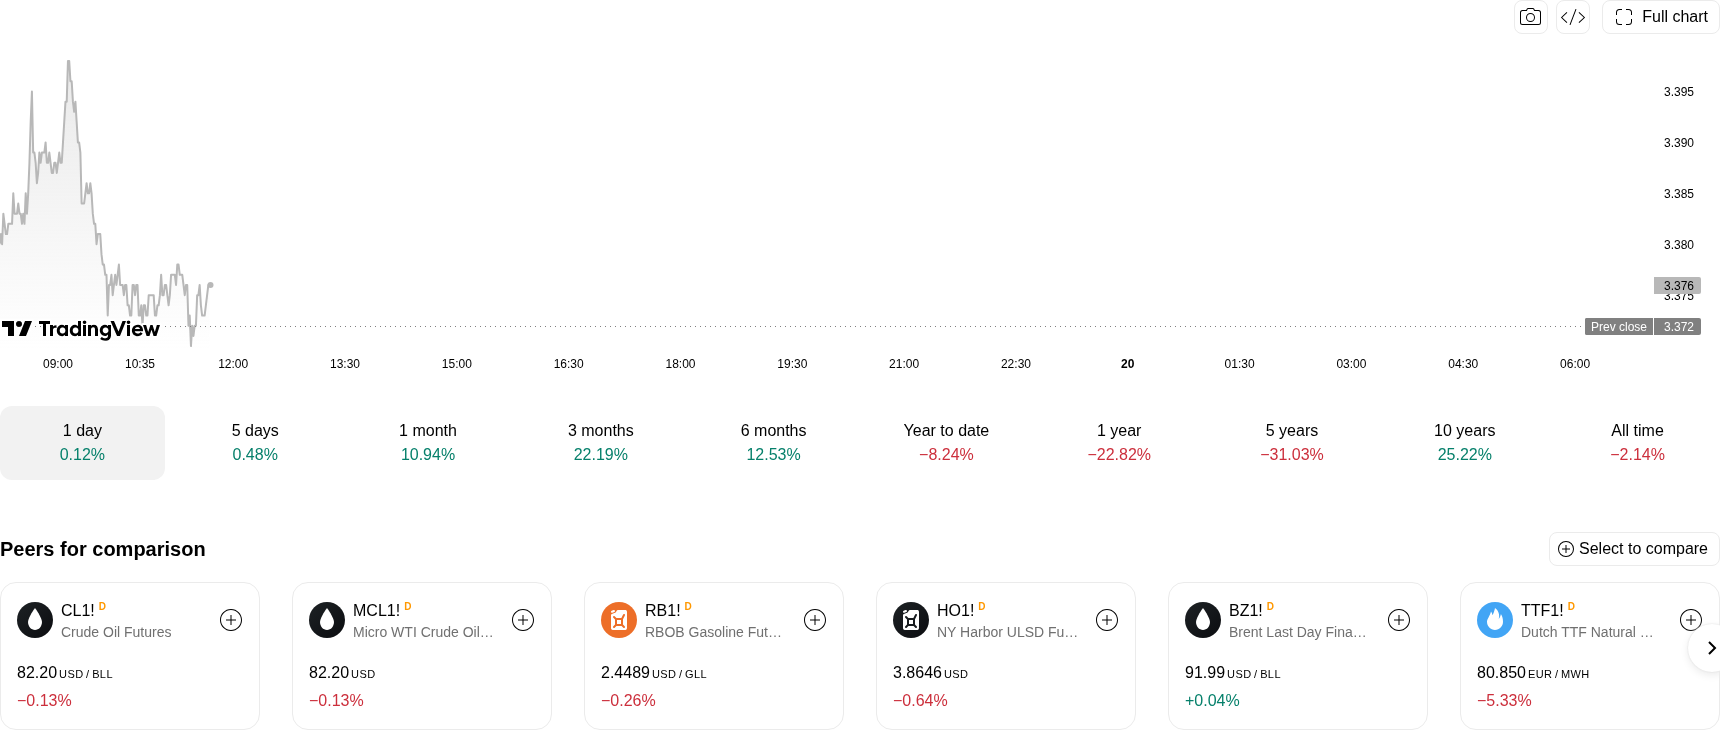 Full chart
3.395
3.390
3.385
3.380
3.376
3.375
TradingView
Prev close 3.372
09:00 10:35 12:00 13:30 15:00 16:30 18:00 19:30 21:00 22:30 20 01:30 03:00 04:30 06:00
1 day 5 days 1 month 3 months 6 months Year to date 1 year 5 years 10 years All time
0.12% 0.48% 10.94% 22.19% 12.53% −8.24% −22.82% −31.03% 25.22% −2.14%
Peers for comparison Select to compare
CL1! D MCL1! D RB1! D HO1! D BZ1! D TTF1! D
Crude Oil Futures Micro WTI Crude Oil… RBOB Gasoline Fut… NY Harbor ULSD Fu… Brent Last Day Fina… Dutch TTF Natural …
82.20 USD / BLL 82.20 USD 2.4489 USD / GLL 3.8646 USD 91.99 USD / BLL 80.850 EUR / MWH
−0.13% −0.13% −0.26% −0.64% +0.04% −5.33%